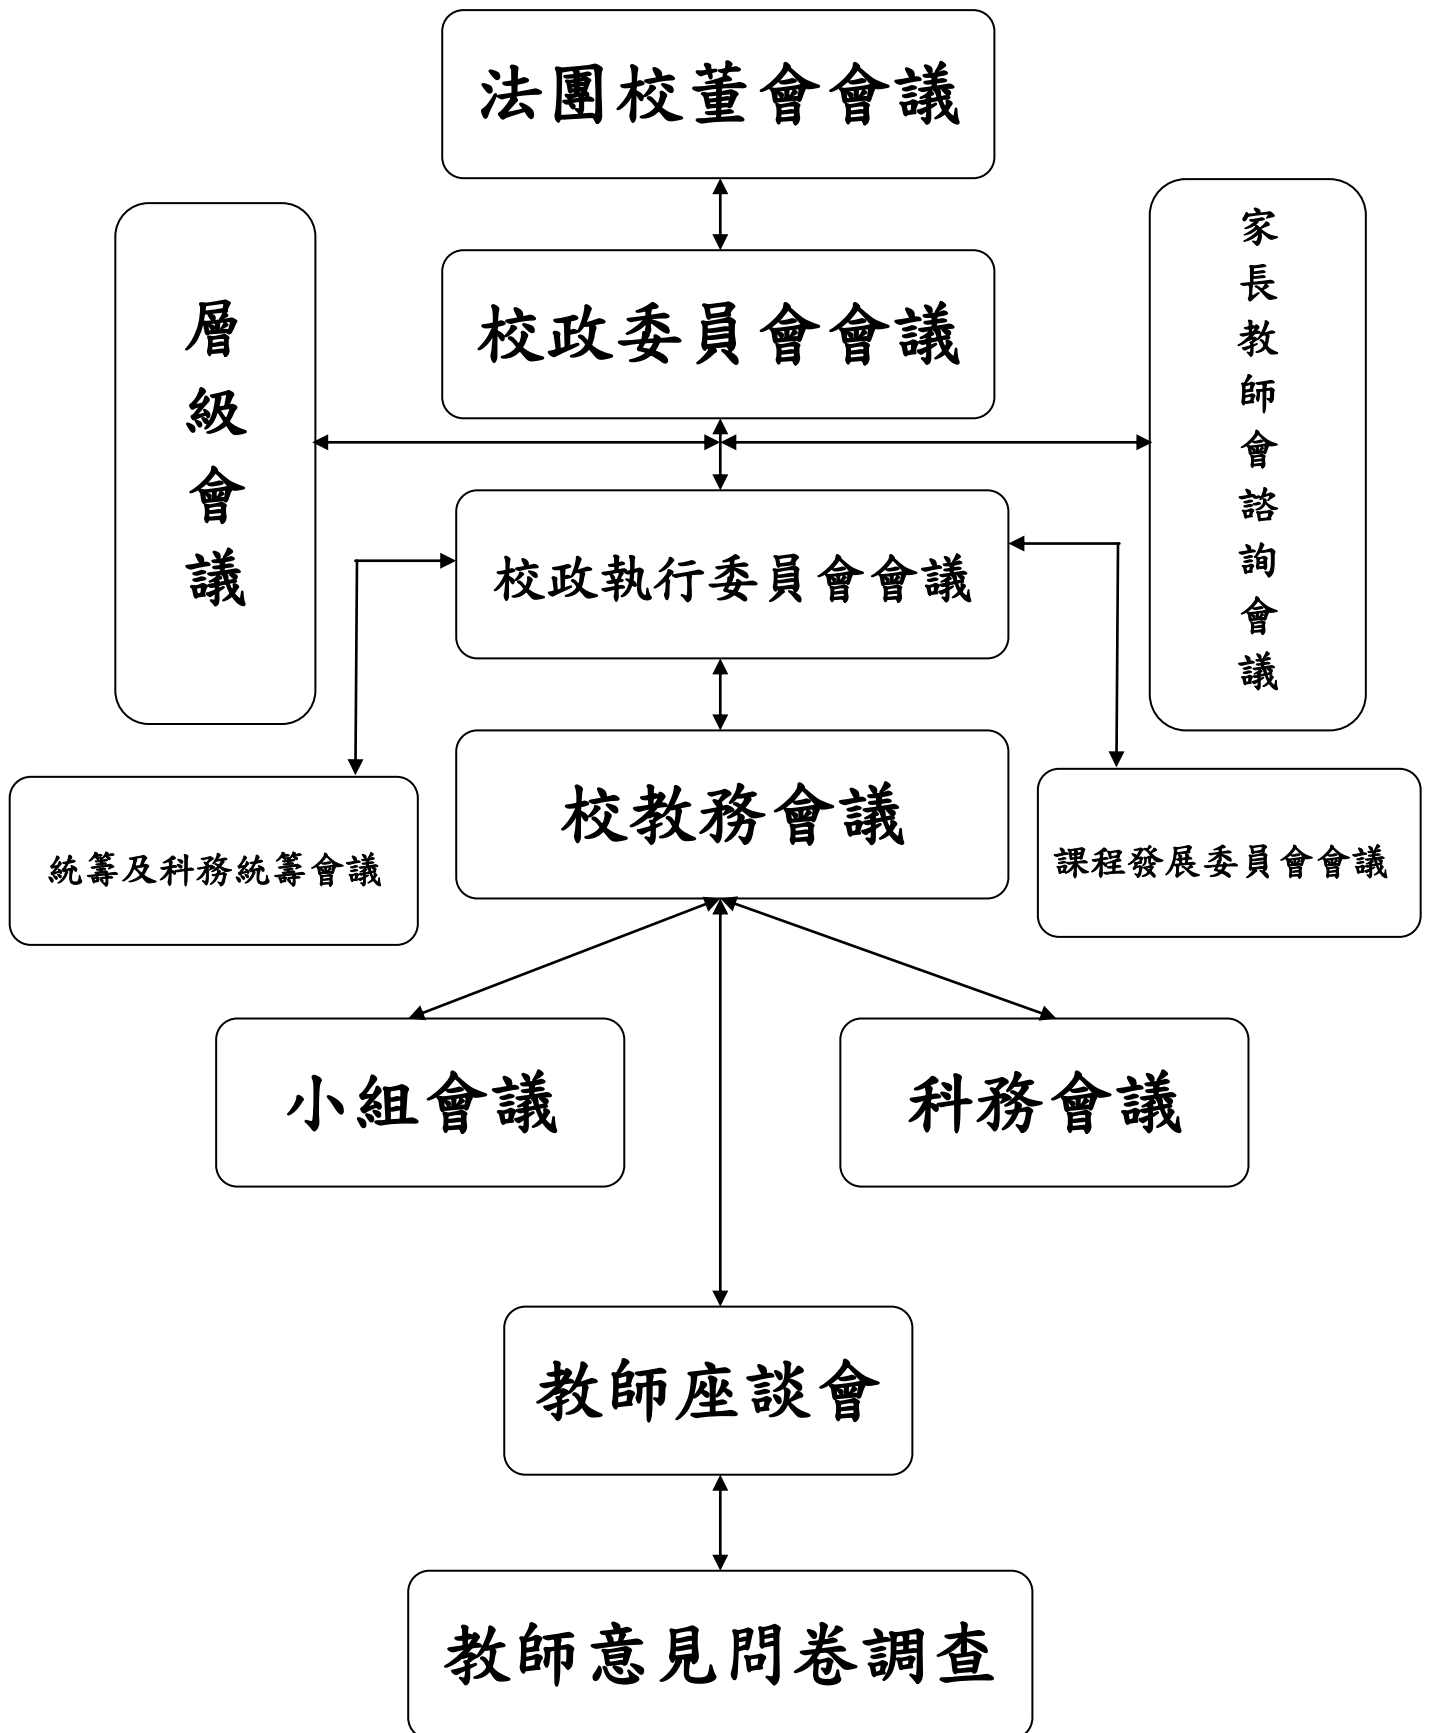 法團校董會會議
校政委員會會議
層級會議
家長教師會諮詢會議
校政執行委員會會議
校教務會議
統籌及科務統籌會議
課程發展委員會會議
小組會議
科務會議
教師座談會
教師意見問卷調查